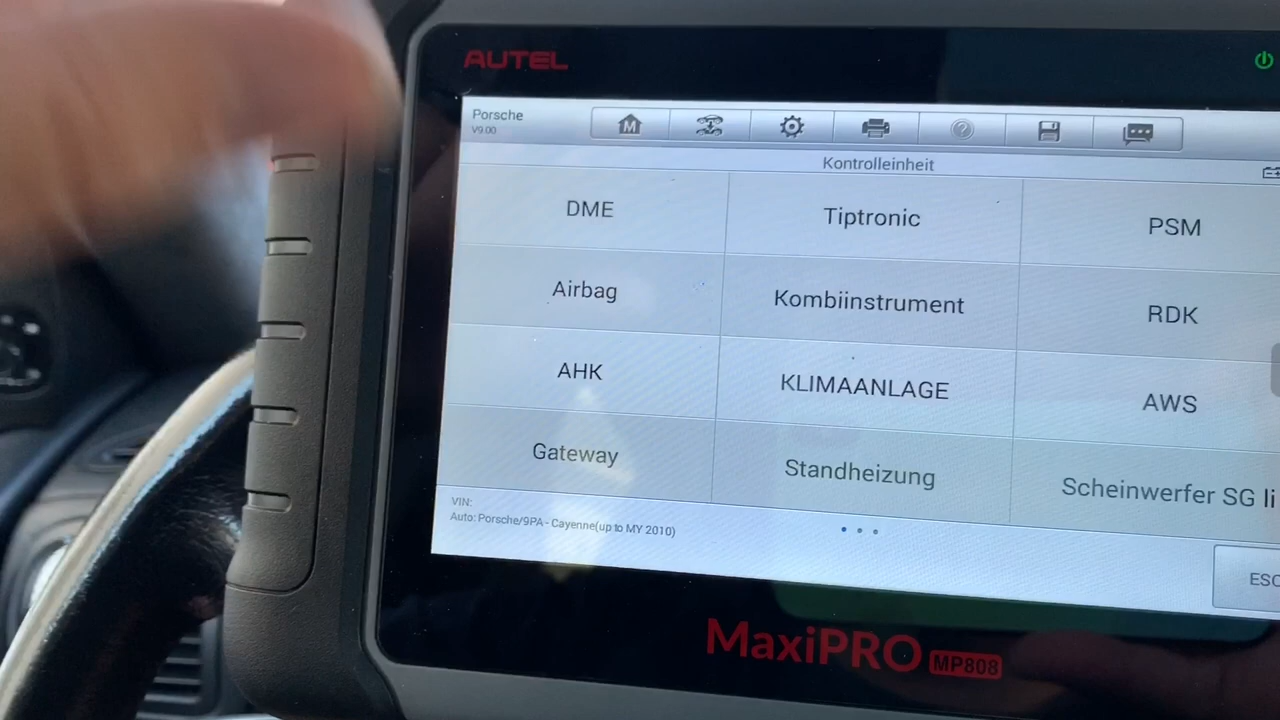 AUTEL
Porsche
V9.00
M
?
Kontrolleinheit
DME
Tiptronic
PSM
Airbag
Kombiinstrument
RDK
AHK
KLIMAANLAGE
AWS
Gateway
Standheizung
Scheinwerfer SG li
VIN:
Auto: Porsche/9PA - Cayenne(up to MY 2010)
ESC
MaxiPRO MP808